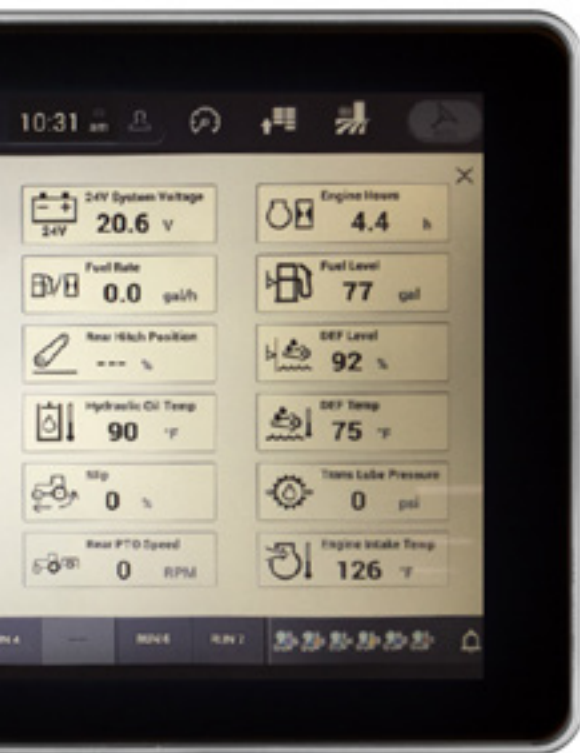 10:31 am
24V System Voltage
24V 20.6 V
Engine Hours
4.4 h
Fuel Rate
0.0 gal/h
Fuel Level
77 gal
Rear Hitch Position
--- %
DEF Level
92 %
Hydraulic Oil Temp
90 °F
DEF Temp
75 °F
Slip
0 %
Trans Lube Pressure
0 psi
Rear PTO Speed
0 RPM
Engine Intake Temp
126 °F
--- RUN 6 RUN 7